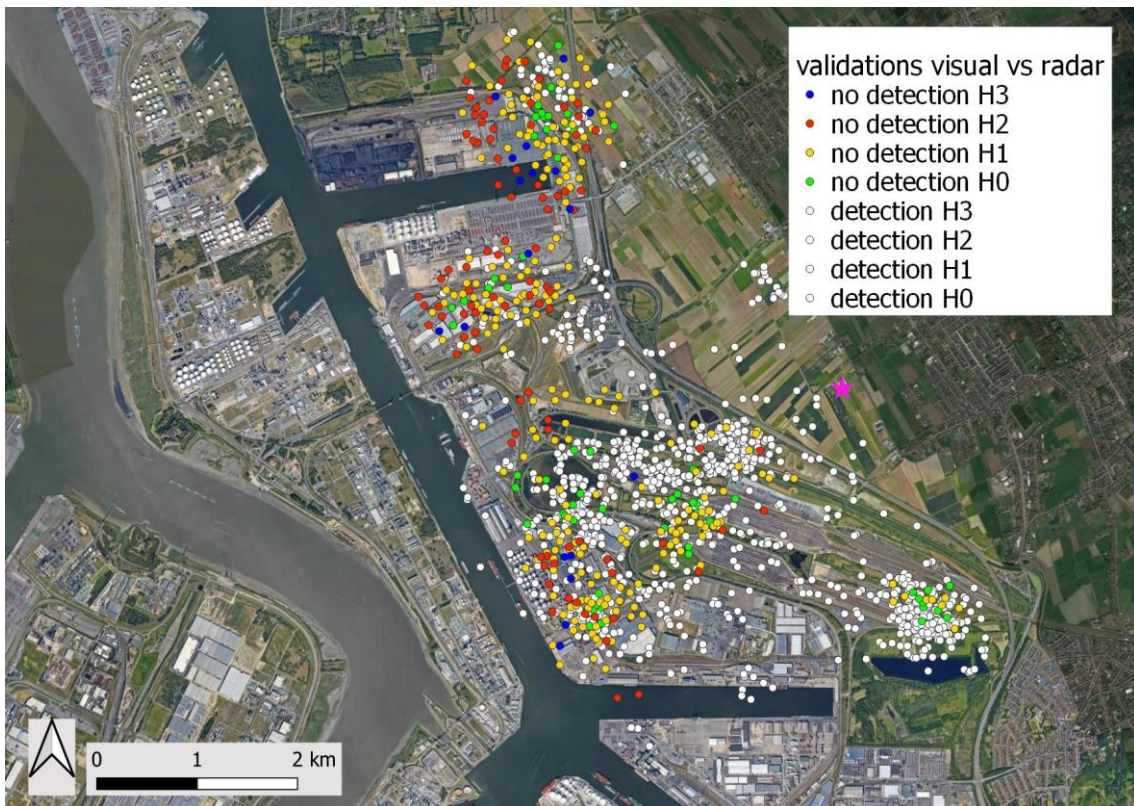 validations visual vs radar
no detection H3
no detection H2
no detection H1
no detection H0
detection H3
detection H2
detection H1
detection H0
0 1 2 km